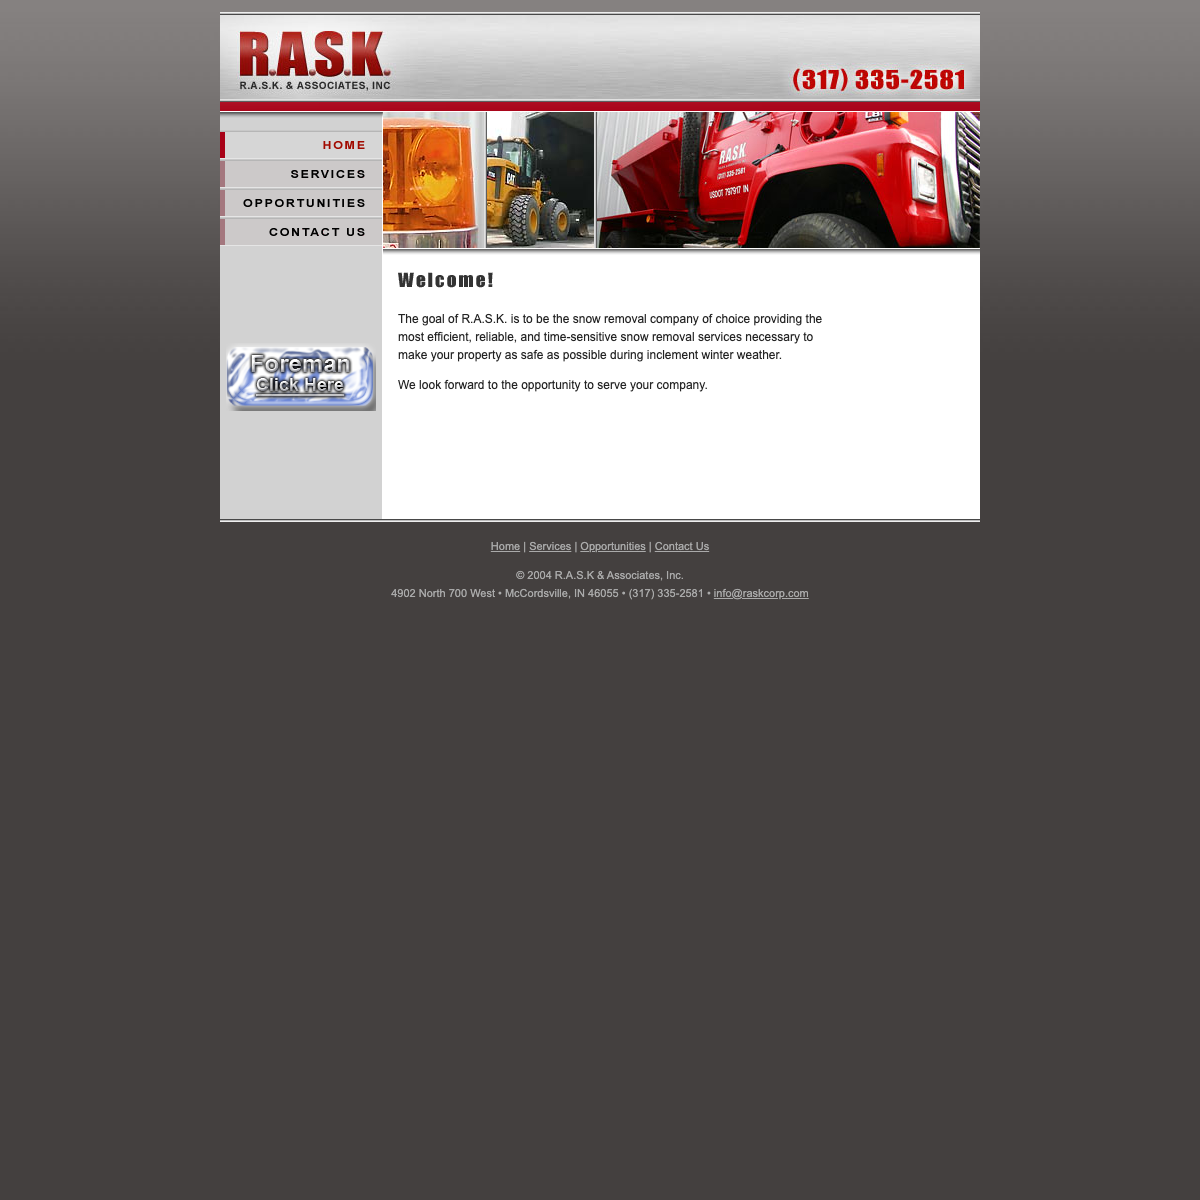 R.A.S.K.
R.A.S.K. & ASSOCIATES, INC
(317) 335-2581
HOME
SERVICES
OPPORTUNITIES
CONTACT US
CAT
RASK
(317) 335-2581
USDOT 797917 IN
Welcome!
The goal of R.A.S.K. is to be the snow removal company of choice providing the
most efficient, reliable, and time-sensitive snow removal services necessary to
make your property as safe as possible during inclement winter weather.
We look forward to the opportunity to serve your company.
Foreman
Click Here
Home | Services | Opportunities | Contact Us
© 2004 R.A.S.K & Associates, Inc.
4902 North 700 West • McCordsville, IN 46055 • (317) 335-2581 • info@raskcorp.com